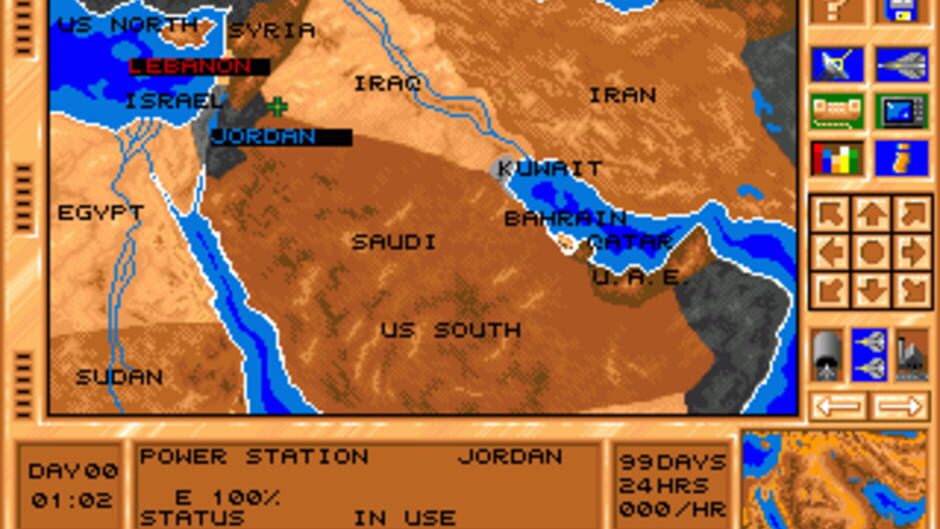 US NORTH
SYRIA
LEBANON
IRAQ
IRAN
ISRAEL
JORDAN
KUWAIT
EGYPT
BAHRAIN
SAUDI
QATAR
U.A.E.
US SOUTH
SUDAN
DAY00
01:02
POWER STATION JORDAN
E 100%
STATUS IN USE
99DAYS
24HRS
000/HR